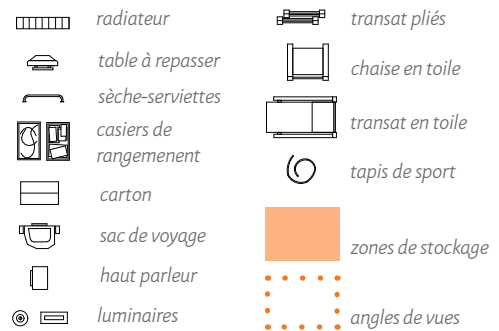 radiateur
table à repasser
sèche-serviettes
casiers de
rangemenent
carton
sac de voyage
haut parleur
luminaires
transat pliés
chaise en toile
transat en toile
tapis de sport
zones de stockage
angles de vues